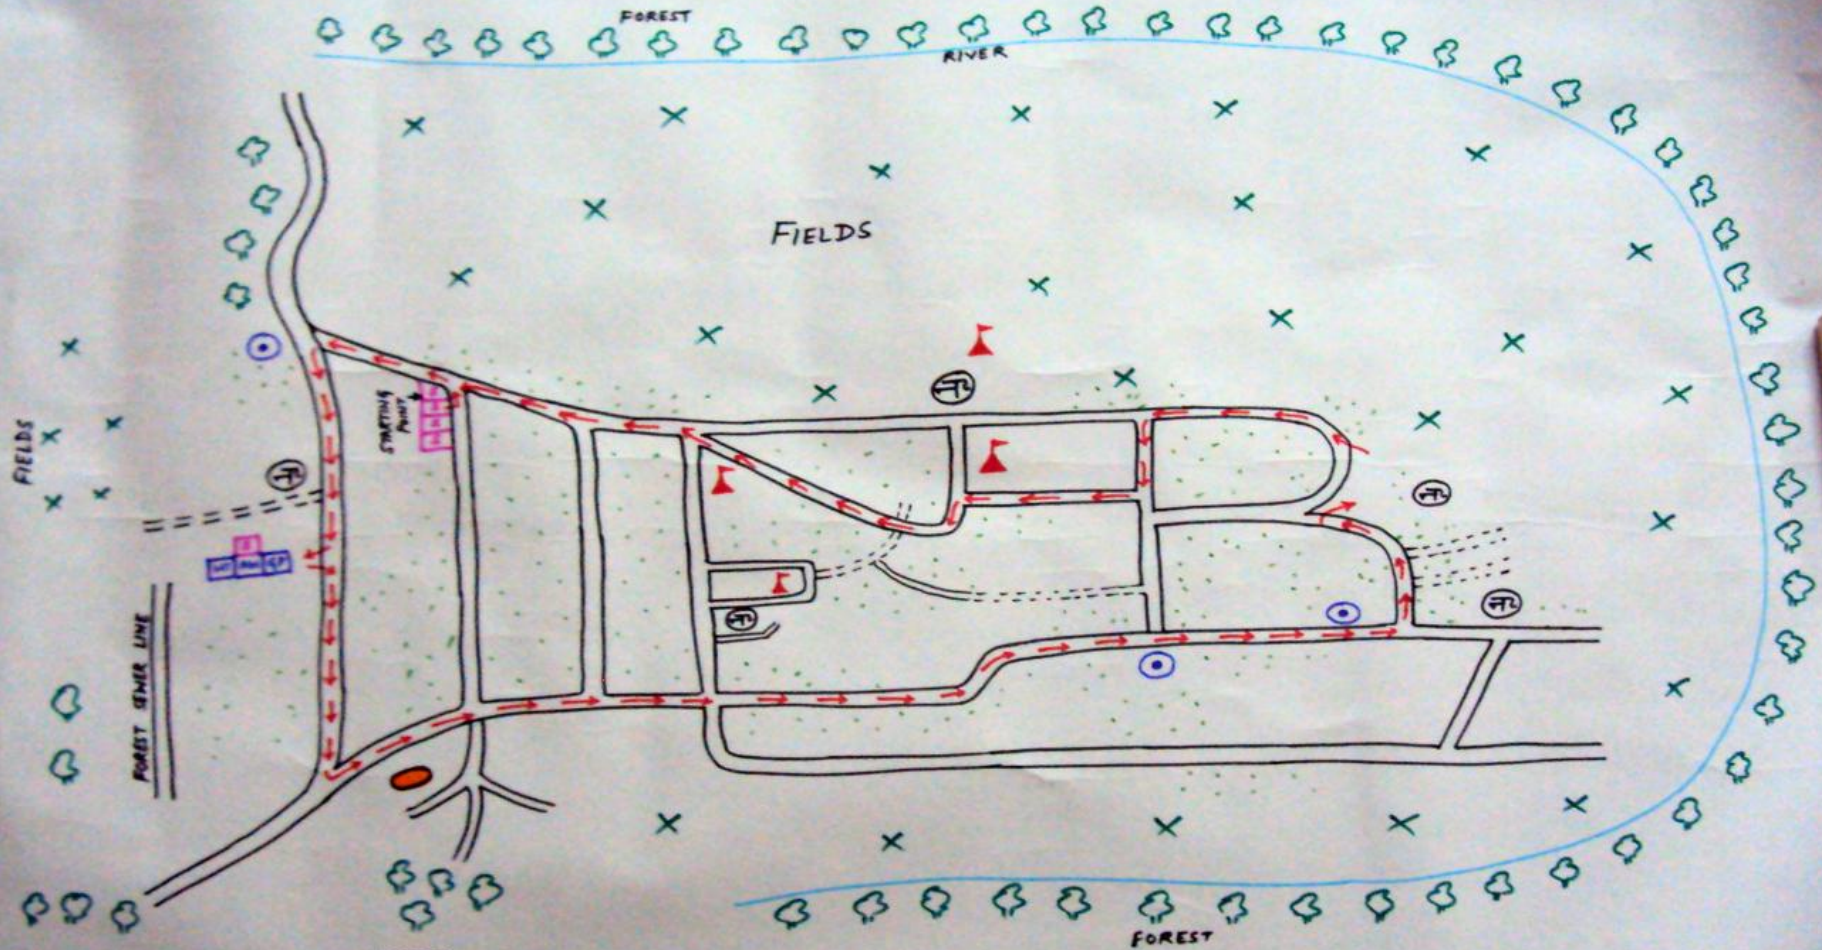 FOREST
RIVER
FIELDS
STARTING
POINT
FIELDS
FOREST SEWER LINE
FOREST